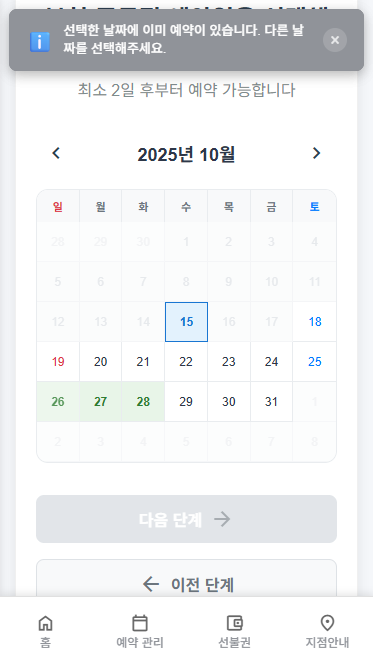 선택한 날짜에 이미 예약이 있습니다. 다른 날
짜를 선택해주세요.
최소 2일 후부터 예약 가능합니다
2025년 10월
일 월 화 수 목 금 토
28 29 30 1 2 3 4
5 6 7 8 9 10 11
12 13 14 15 16 17 18
19 20 21 22 23 24 25
26 27 28 29 30 31 1
2 3 4 5 6 7 8
다음 단계
이전 단계
홈 예약 관리 선불권 지점안내